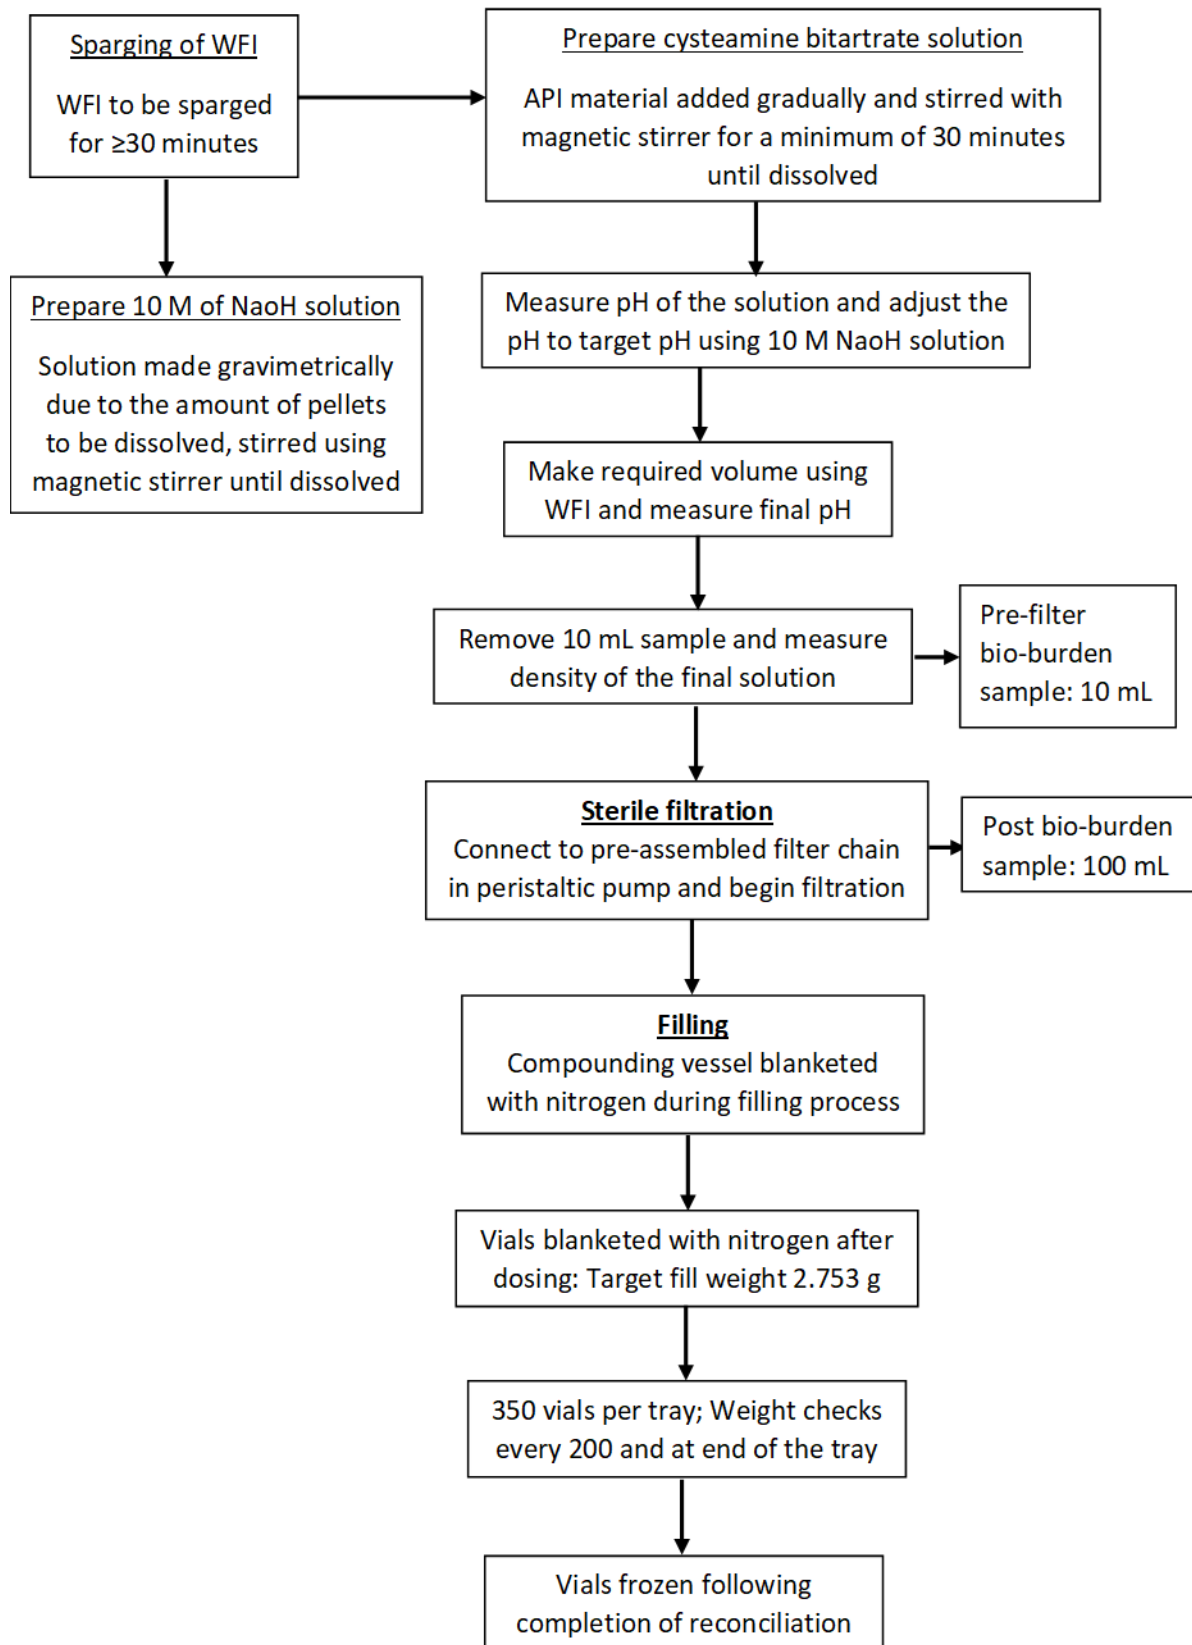 Sparging of WFI
WFI to be sparged
for ≥30 minutes
Prepare cysteamine bitartrate solution
API material added gradually and stirred with
magnetic stirrer for a minimum of 30 minutes
until dissolved
Prepare 10 M of NaoH solution
Solution made gravimetrically
due to the amount of pellets
to be dissolved, stirred using
magnetic stirrer until dissolved
Measure pH of the solution and adjust the
pH to target pH using 10 M NaoH solution
Make required volume using
WFI and measure final pH
Remove 10 mL sample and measure
density of the final solution
Pre-filter
bio-burden
sample: 10 mL
Sterile filtration
Connect to pre-assembled filter chain
in peristaltic pump and begin filtration
Post bio-burden
sample: 100 mL
Filling
Compounding vessel blanketed
with nitrogen during filling process
Vials blanketed with nitrogen after
dosing: Target fill weight 2.753 g
350 vials per tray; Weight checks
every 200 and at end of the tray
Vials frozen following
completion of reconciliation